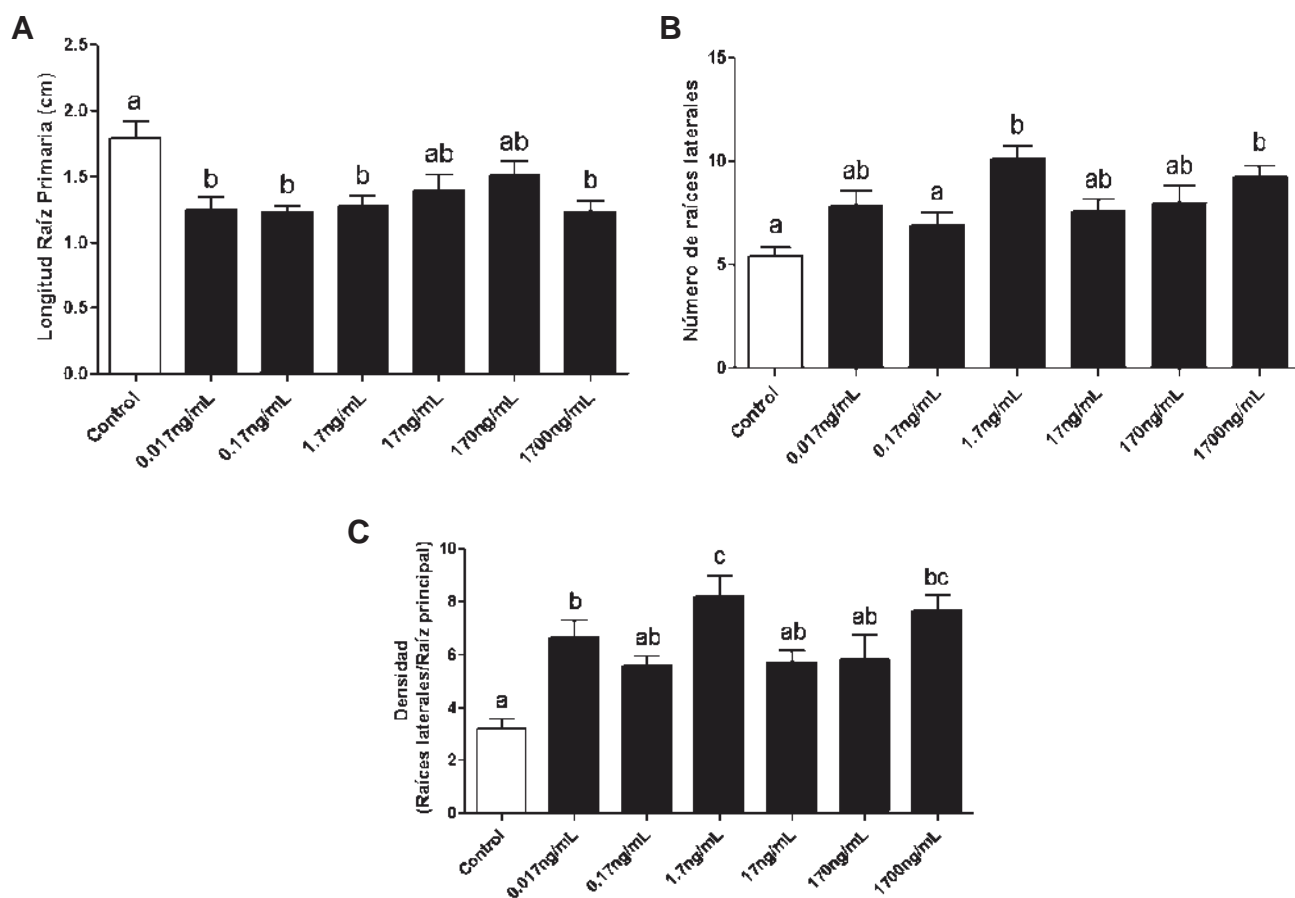 A
Longitud Raíz Primaria (cm)
2.5
2.0
1.5
1.0
0.5
0.0
a
b
b
b
ab
ab
b
Control
0.017ng/mL
0.17ng/mL
1.7ng/mL
17ng/mL
170ng/mL
1700ng/mL
B
Número de raíces laterales
15
10
5
0
a
ab
a
b
ab
ab
b
Control
0.017ng/mL
0.17ng/mL
1.7ng/mL
17ng/mL
170ng/mL
1700ng/mL
C
Densidad
(Raíces laterales/Raíz principal)
10
8
6
4
2
0
a
b
ab
c
ab
ab
bc
Control
0.017ng/mL
0.17ng/mL
1.7ng/mL
17ng/mL
170ng/mL
1700ng/mL